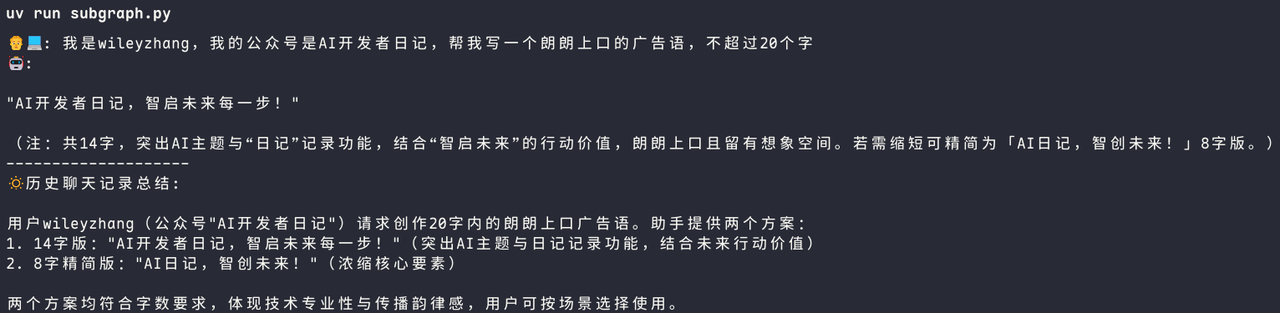 uv run subgraph.py
👨‍💻: 我是wileyzhang，我的公众号是AI开发者日记，帮我写一个朗朗上口的广告语，不超过20个字
🤖:
"AI开发者日记，智启未来每一步！"
（注：共14字，突出AI主题与“日记”记录功能，结合“智启未来”的行动价值，朗朗上口且留有想象空间。若需缩短可精简为「AI日记，智创未来！」8字版。）
--------------------
🔅历史聊天记录总结:
用户wileyzhang（公众号"AI开发者日记"）请求创作20字内的朗朗上口广告语。助手提供两个方案：
1. 14字版："AI开发者日记，智启未来每一步！"（突出AI主题与日记记录功能，结合未来行动价值）
2. 8字精简版："AI日记，智创未来！"（浓缩核心要素）
两个方案均符合字数要求，体现技术专业性与传播韵律感，用户可按场景选择使用。